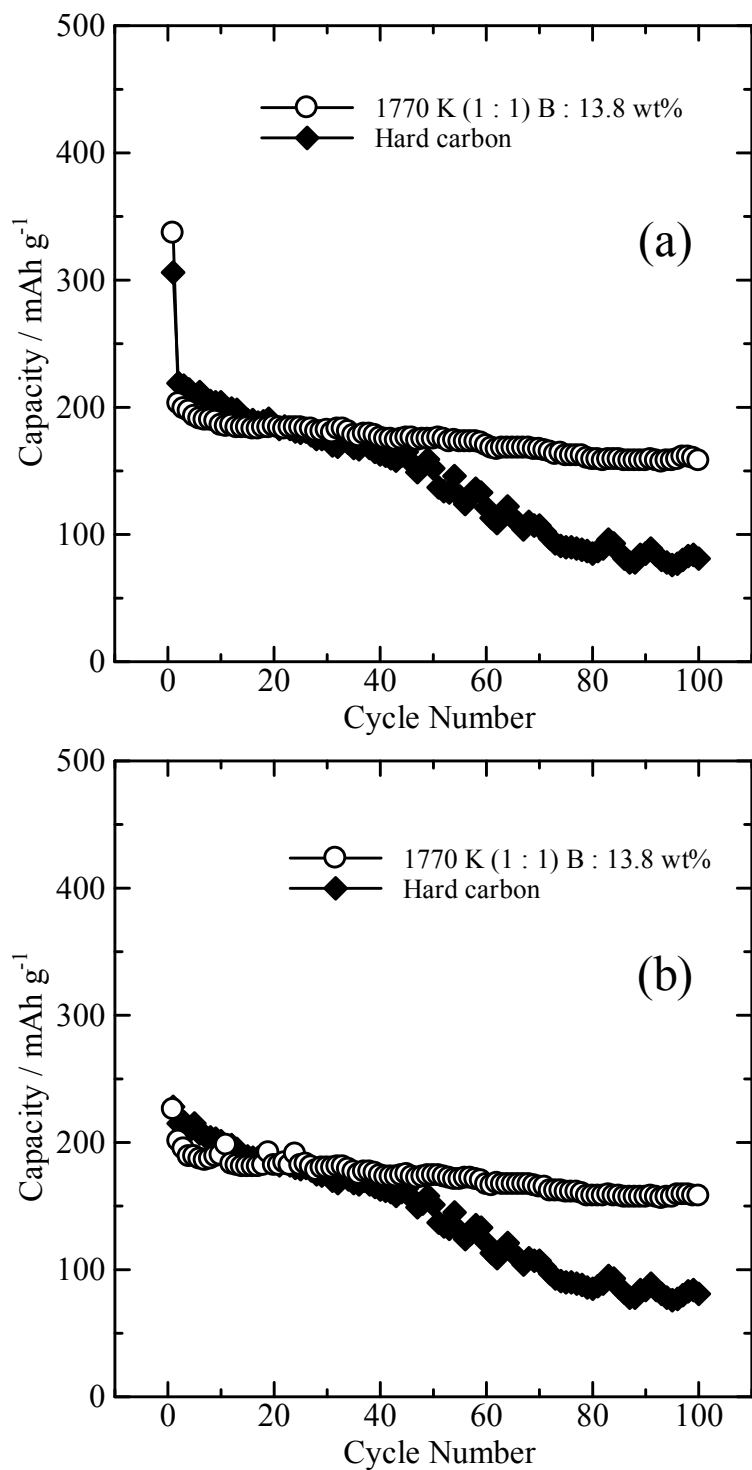 500
1770 K (1 : 1) B : 13.8 wt%
Hard carbon
400
(a)
300
Capacity / mAh g-1
200
100
0
0 20 40 60 80 100
Cycle Number
500
1770 K (1 : 1) B : 13.8 wt%
Hard carbon
400
(b)
300
Capacity / mAh g-1
200
100
0
0 20 40 60 80 100
Cycle Number